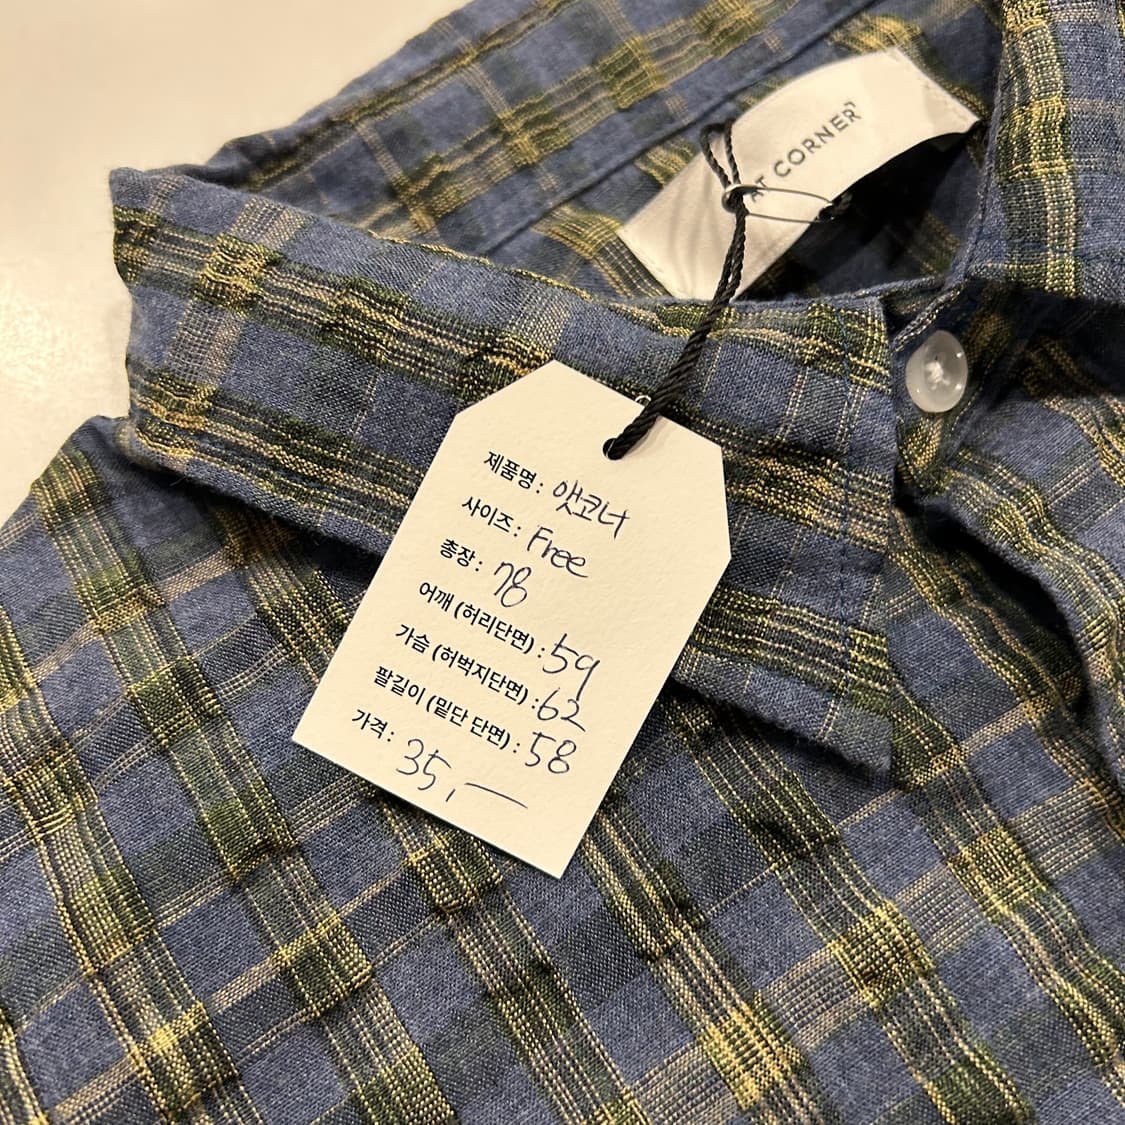 CORNER
제품명: 앳코너
사이즈: Free
총장: 78
어깨 (허리단면) : 59
가슴 (허벅지단면) : 62
팔길이 (밑단 단면) : 58
가격: 35,—